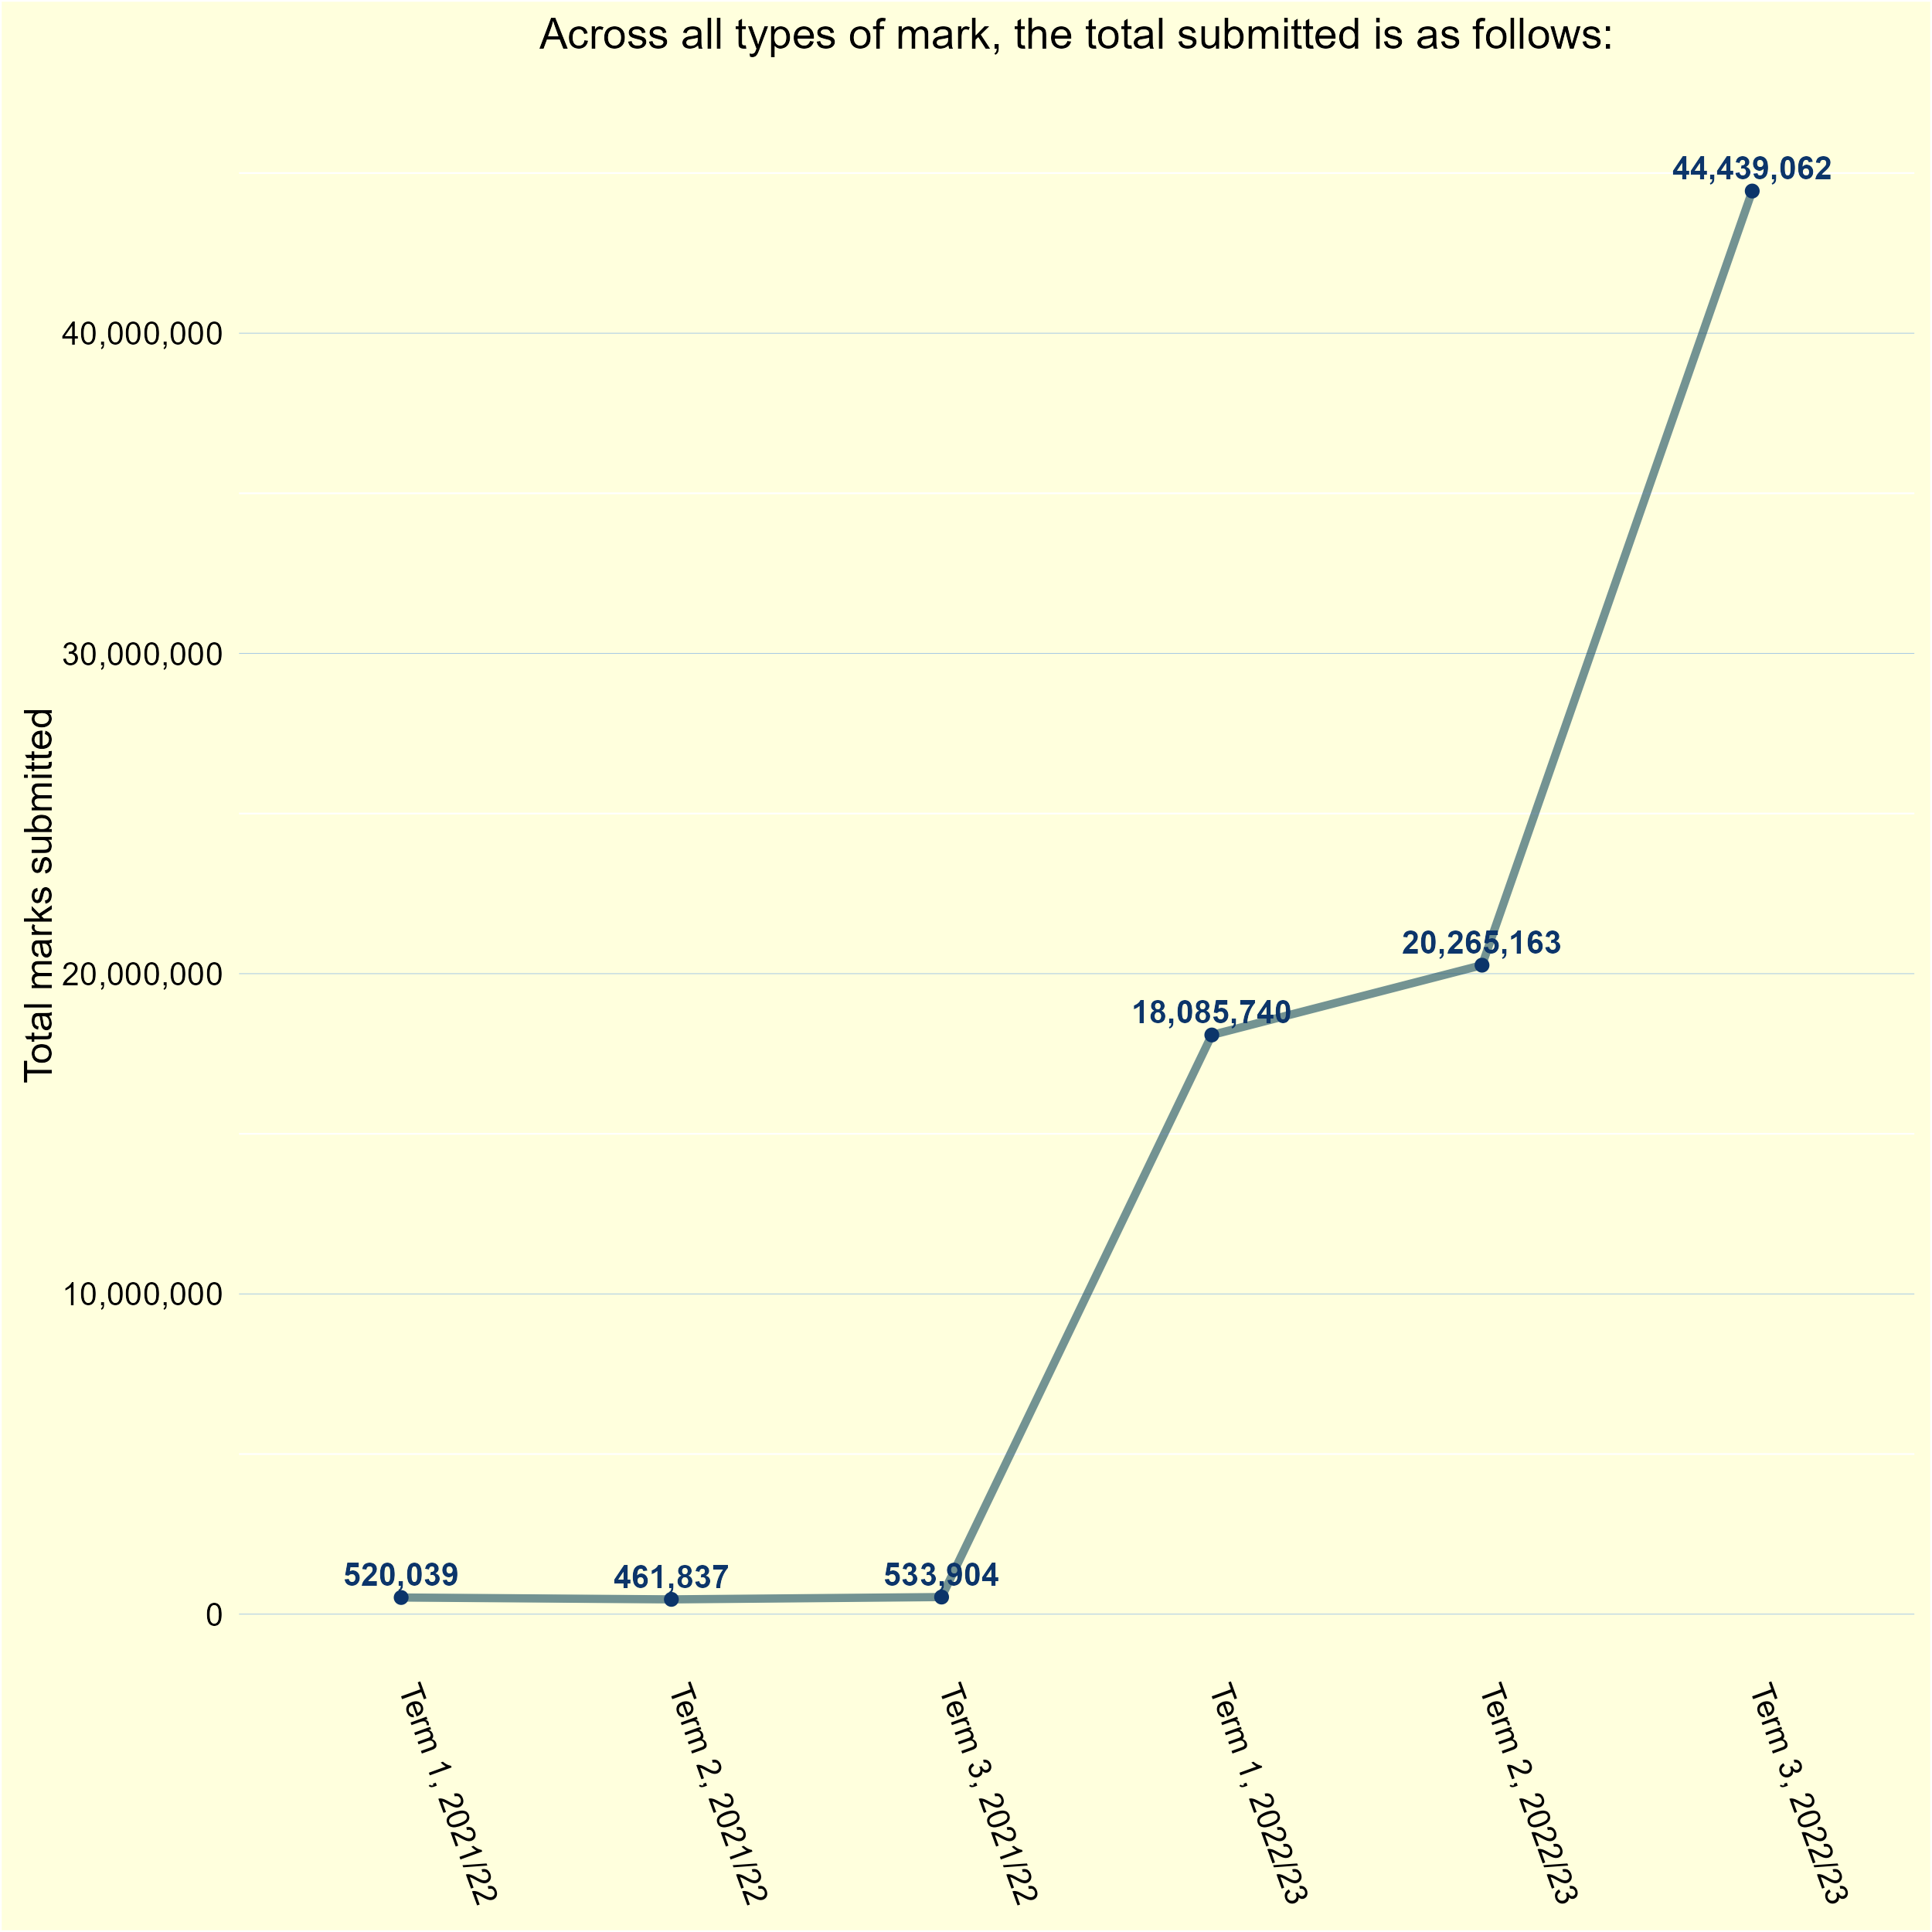 Across all types of mark, the total submitted is as follows:
Total marks submitted
44,439,062
40,000,000
30,000,000
20,265,163
20,000,000
18,085,740
10,000,000
520,039
461,837
533,904
0
Term 1, 2021/22
Term 2, 2021/22
Term 3, 2021/22
Term 1, 2022/23
Term 2, 2022/23
Term 3, 2022/23